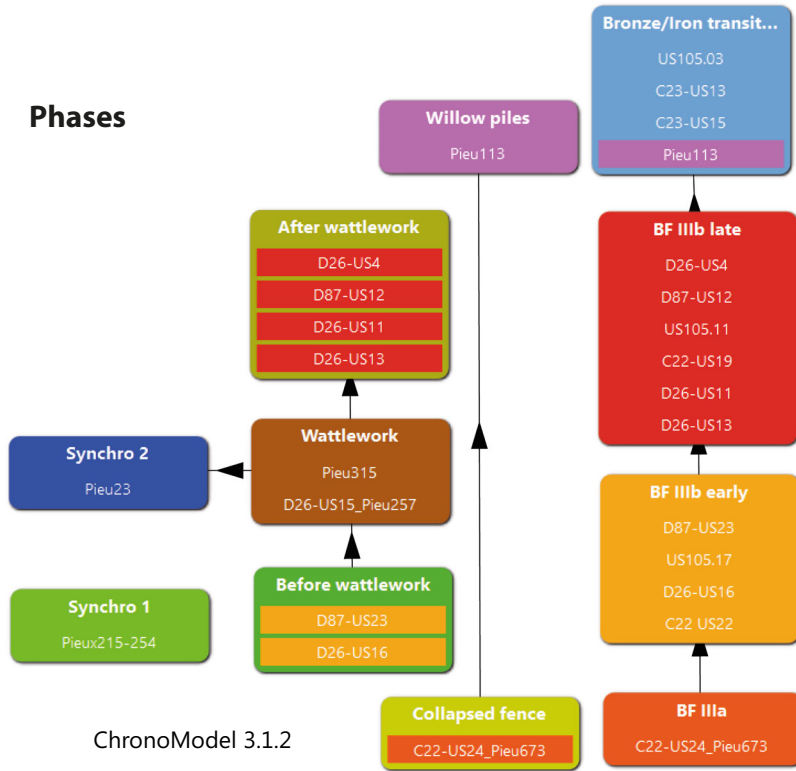 Phases
Bronze/Iron transit...
US105.03
C23-US13
C23-US15
Pieu113
Willow piles
Pieu113
After wattlework
D26-US4
D87-US12
D26-US11
D26-US13
BF IIIb late
D26-US4
D87-US12
US105.11
C22-US19
D26-US11
D26-US13
Synchro 2
Pieu23
Wattlework
Pieu315
D26-US15_Pieu257
BF IIIb early
D87-US23
US105.17
D26-US16
C22 US22
Synchro 1
Pieux215-254
Before wattlework
D87-US23
D26-US16
Collapsed fence
C22-US24_Pieu673
BF IIIa
C22-US24_Pieu673
ChronoModel 3.1.2